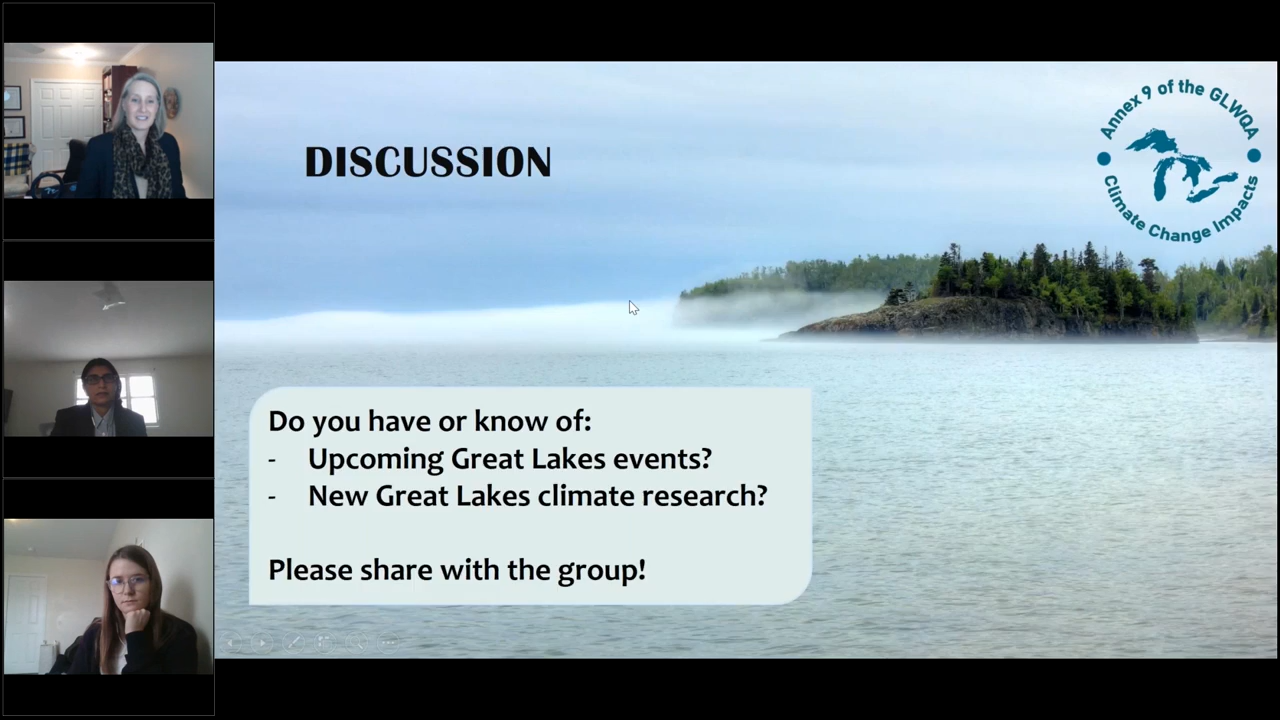 DISCUSSION
Annex 9 of the GLWQA
Climate Change Impacts
Do you have or know of:
- Upcoming Great Lakes events?
- New Great Lakes climate research?
Please share with the group!